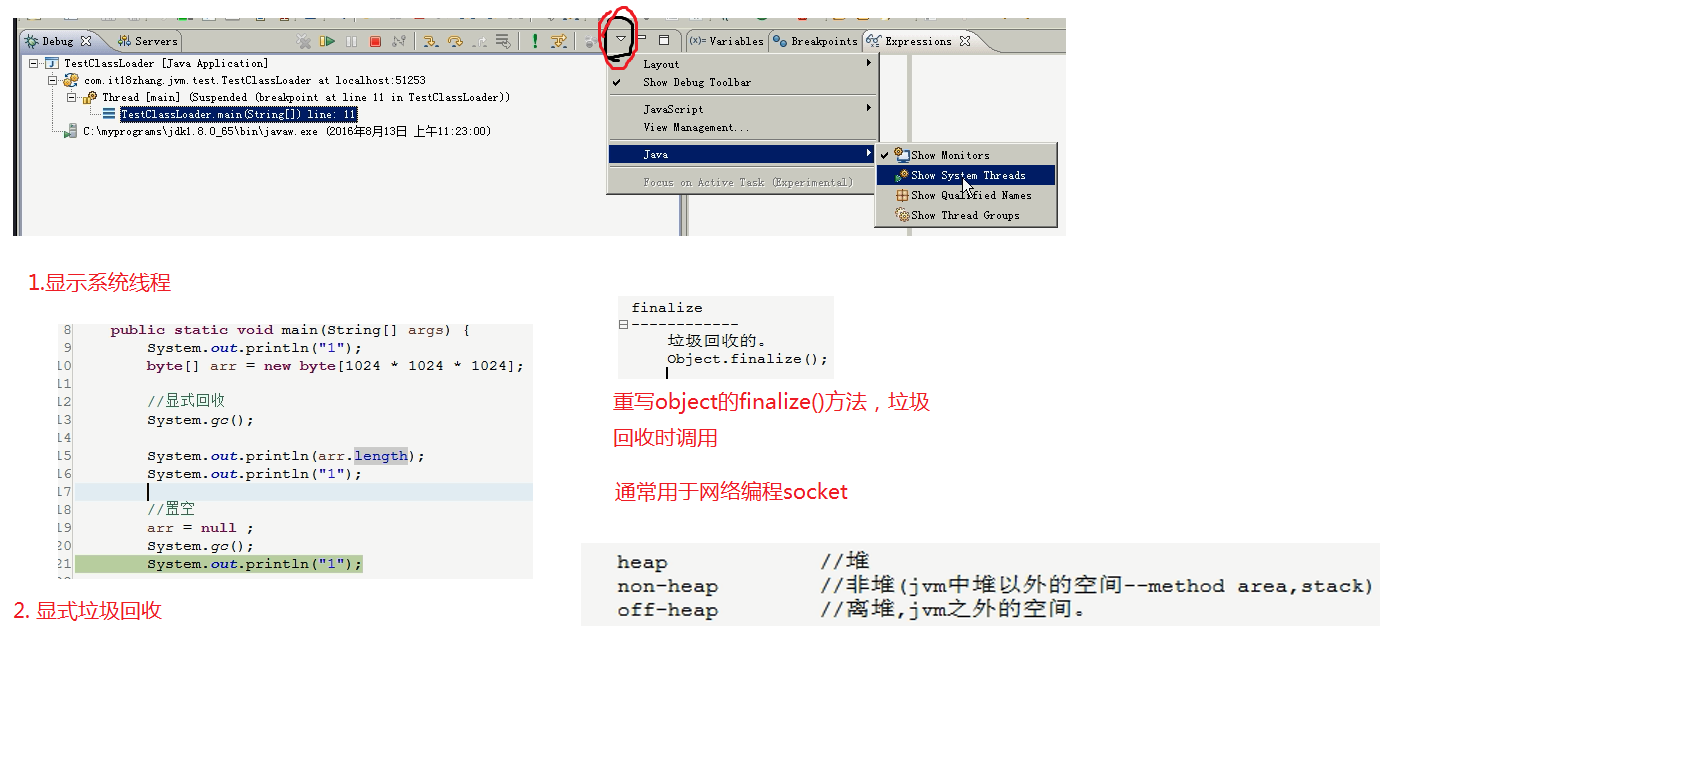 Debug
Servers
(x)= Variables
Breakpoints
Expressions
TestClassLoader [Java Application]
com.it18zhang.jvm.test.TestClassLoader at localhost:51253
Thread [main] (Suspended (breakpoint at line 11 in TestClassLoader))
TestClassLoader.main(String[]) line: 11
C:\myprograms\jdk1.8.0_65\bin\javaw.exe (2016年8月13日 上午11:23:00)
Layout
Show Debug Toolbar
JavaScript
View Management...
Java
Focus on Active Task (Experimental)
Show Monitors
Show System Threads
Show Qualified Names
Show Thread Groups
1.显示系统线程
8 public static void main(String[] args) {
9 System.out.println("1");
10 byte[] arr = new byte[1024 * 1024 * 1024];
11
12 //显式回收
13 System.gc();
14
15 System.out.println(arr.length);
16 System.out.println("1");
17
18 //置空
19 arr = null ;
20 System.gc();
21 System.out.println("1");
2. 显式垃圾回收
finalize
------------
垃圾回收的。
Object.finalize();
重写object的finalize()方法，垃圾
回收时调用
通常用于网络编程socket
heap //堆
non-heap //非堆(jvm中堆以外的空间--method area,stack)
off-heap //离堆,jvm之外的空间。